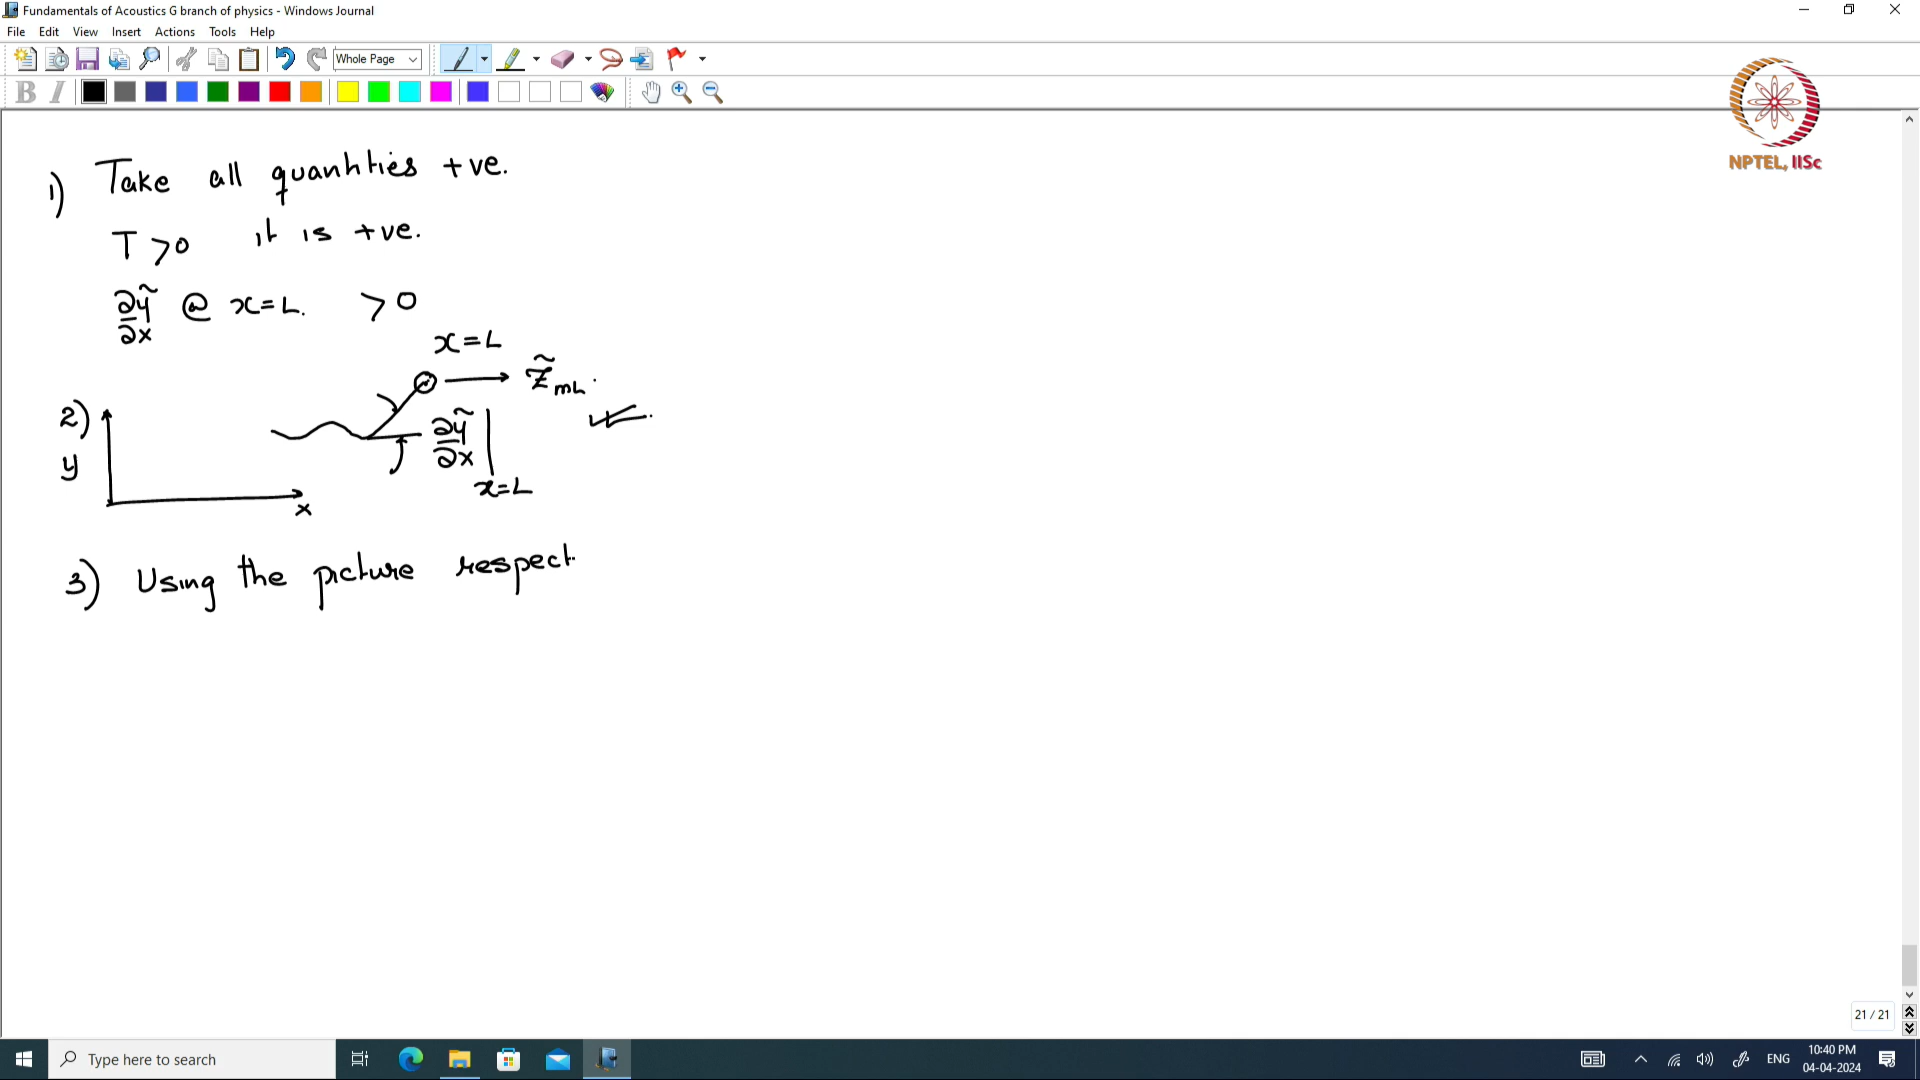 Fundamentals of Acoustics G branch of physics - Windows Journal
File Edit View Insert Actions Tools Help
Whole Page
B I
NPTEL, IISc
1) Take all quantities +ve.
T >0 it is +ve.
∂ỹ/∂x @ x=L. >0
x=L
Z̃mL.
2)
y
∂ỹ/∂x |x=L
x
3) Using the picture respect
21 / 21
Type here to search
ENG
10:40 PM
04-04-2024